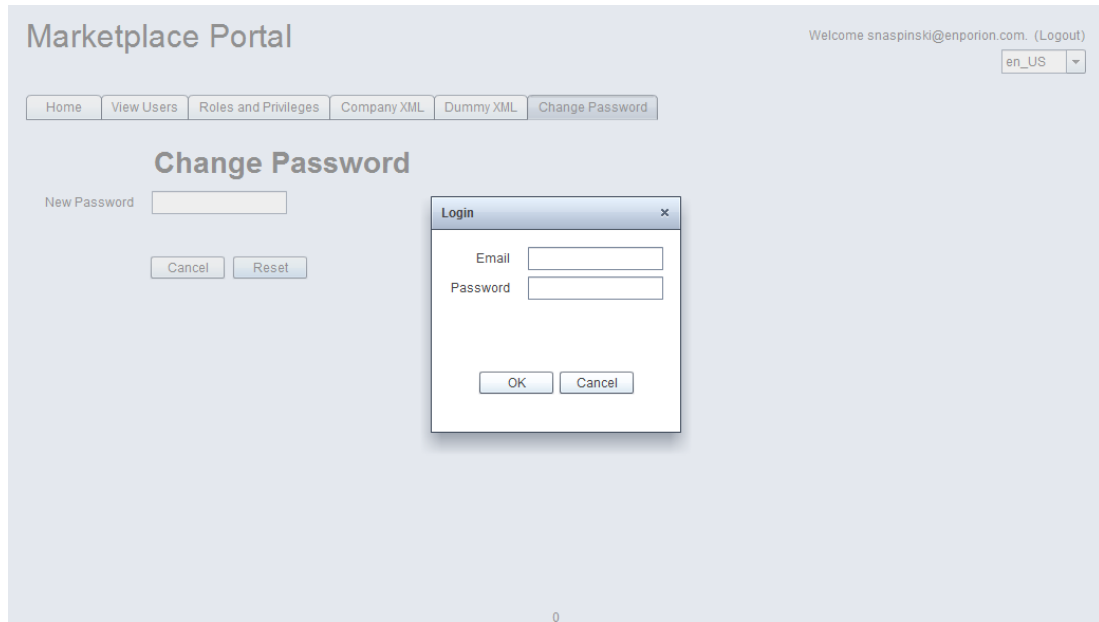 Marketplace Portal
Welcome snaspinski@enporion.com. (Logout)
en_US
Home View Users Roles and Privileges Company XML Dummy XML Change Password
Change Password
New Password
Cancel Reset
Login ×
Email
Password
OK Cancel
0